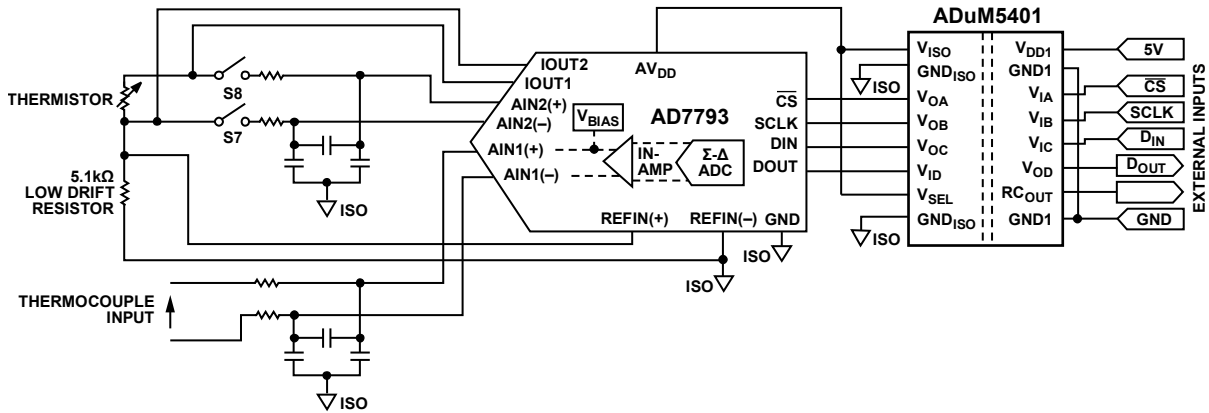 ADuM5401
IOUT2
IOUT1
AIN2(+)
AIN2(–)
AIN1(+)
AIN1(–)
AVDD
AD7793
VBIAS
IN-
AMP
Σ-Δ
ADC
CS
SCLK
DIN
DOUT
REFIN(+)
REFIN(–)
GND
THERMISTOR
S8
S7
5.1kΩ
LOW DRIFT
RESISTOR
ISO
THERMOCOUPLE
INPUT
ISO
ISO
ISO
ISO
ISO
VISO
GNDISO
VOA
VOB
VOC
VID
VSEL
GNDISO
VDD1
GND1
VIA
VIB
VIC
VOD
RCOUT
GND1
5V
CS
SCLK
DIN
DOUT
GND
EXTERNAL INPUTS